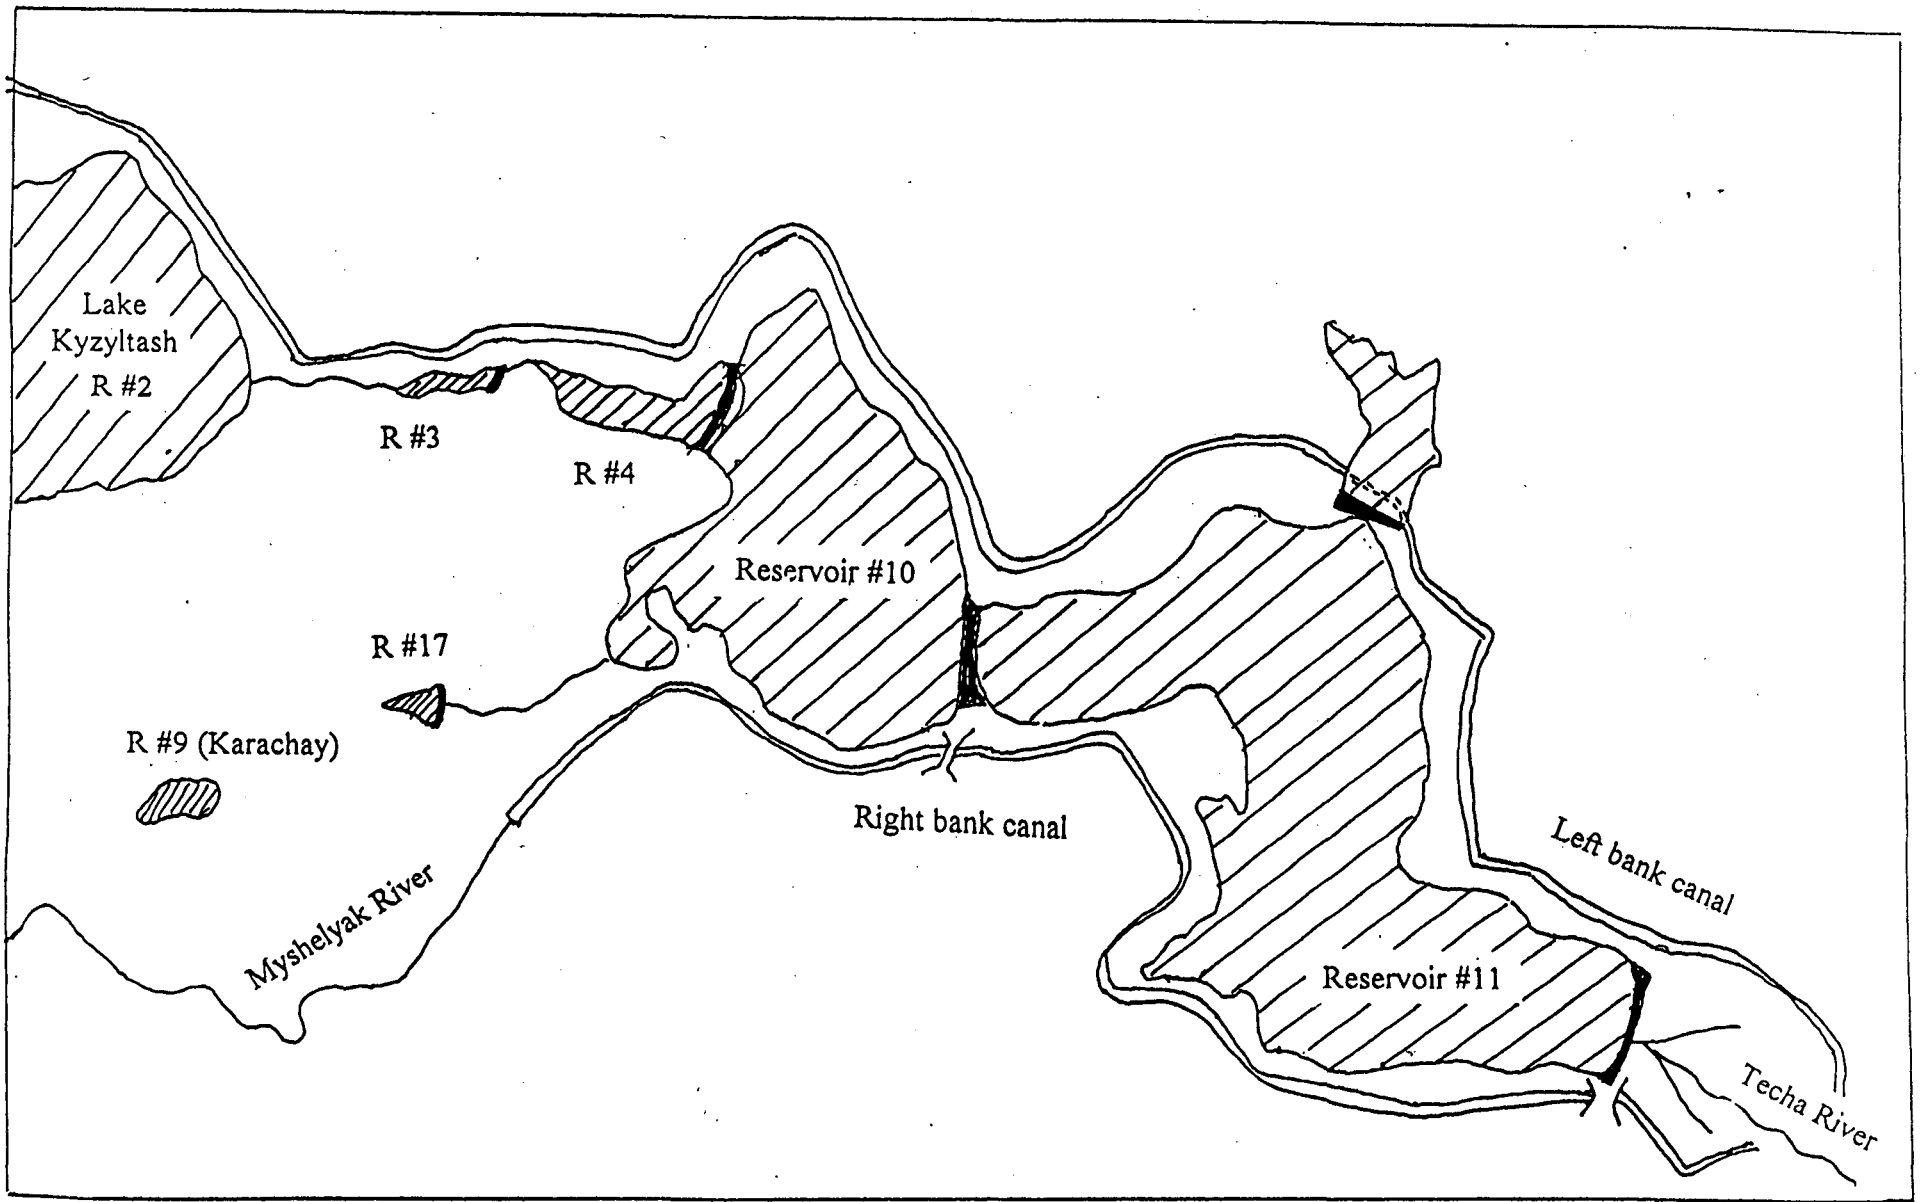 Lake
Kyzyltash
R #2
R #3
R #4
Reservoir #10
R #17
R #9 (Karachay)
Right bank canal
Left bank canal
Myshelyak River
Reservoir #11
Techa River